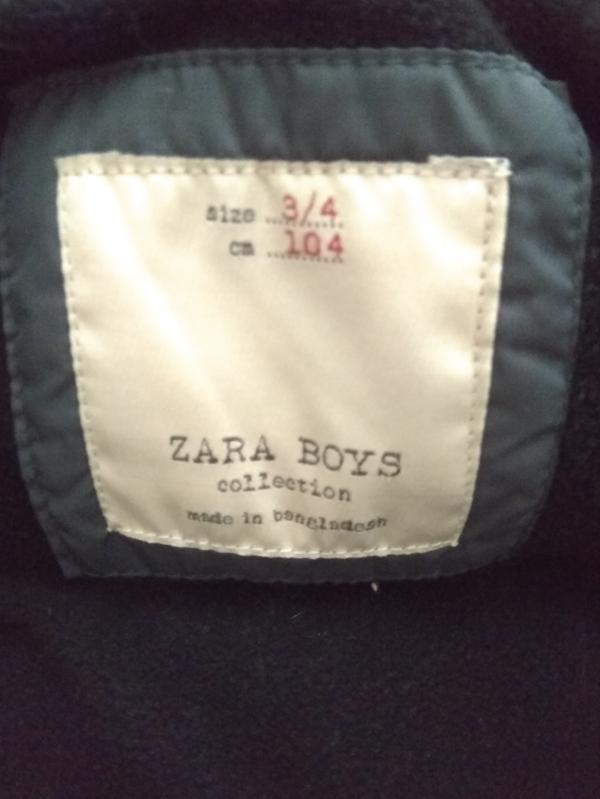 size 3/4
cm 104
ZARA BOYS
collection
made in bangladesh